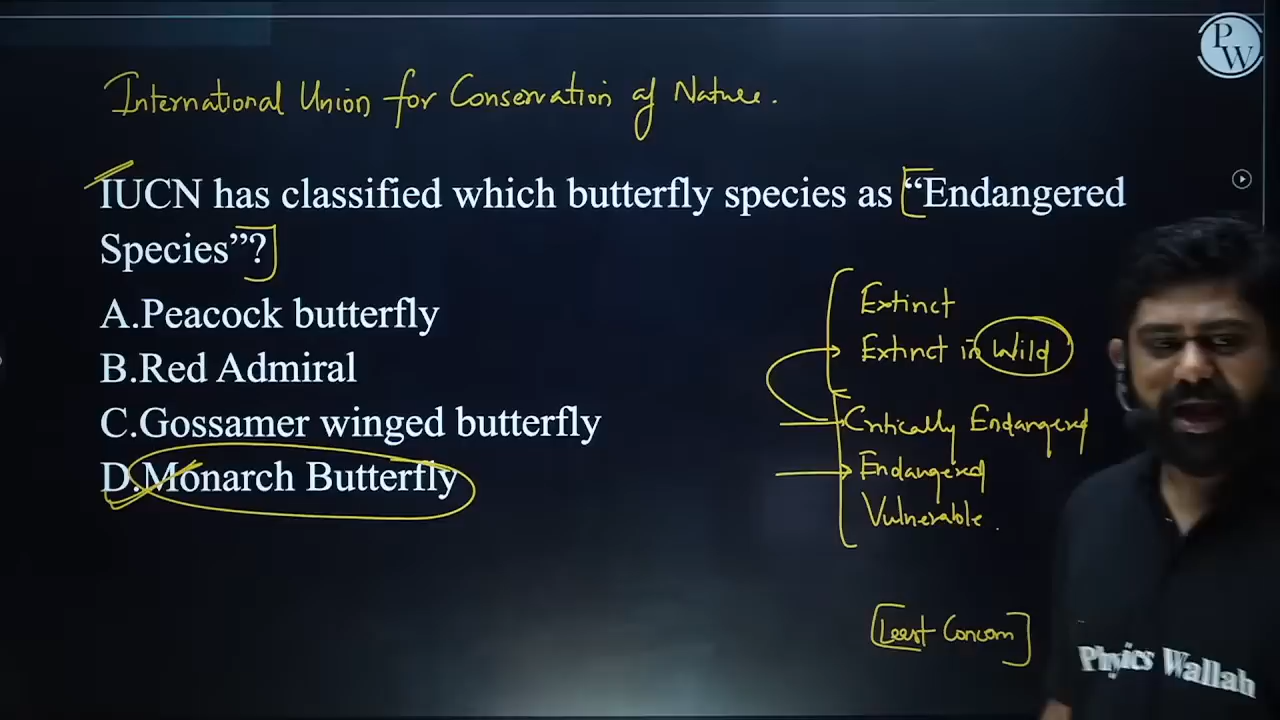 PW
International Union for Conservation of Nature.
IUCN has classified which butterfly species as “Endangered
Species”?
A.Peacock butterfly
B.Red Admiral
C.Gossamer winged butterfly
D.Monarch Butterfly
Extinct
Extinct in Wild
Critically Endangered
Endangered
Vulnerable.
Least Concern
Physics Wallah